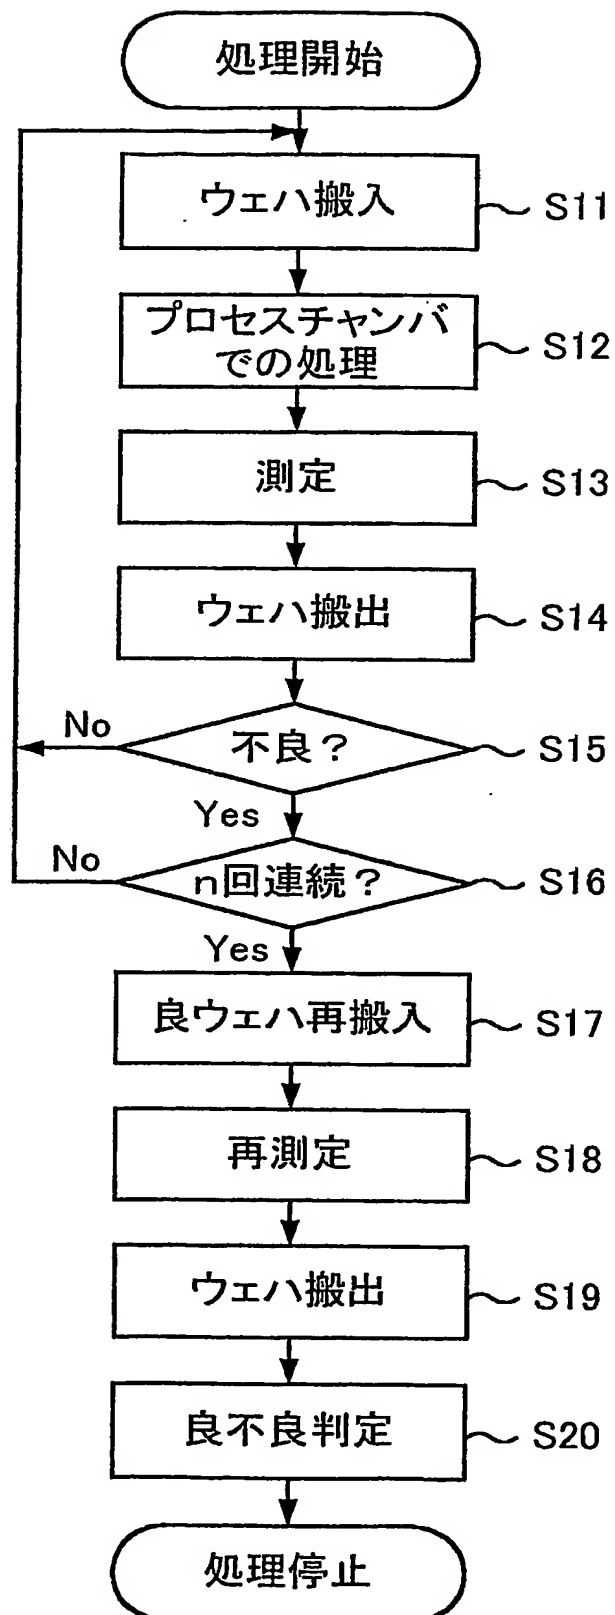 処理開始
ウェハ搬入
S11
プロセスチャンバ
での処理
S12
測定
S13
ウェハ搬出
S14
No
不良？
S15
Yes
No
n回連続？
S16
Yes
良ウェハ再搬入
S17
再測定
S18
ウェハ搬出
S19
良不良判定
S20
処理停止